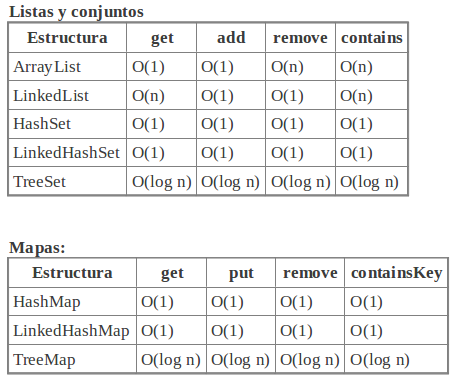 Listas y conjuntos
Estructura get add remove contains
ArrayList O(1) O(1) O(n) O(n)
LinkedList O(n) O(1) O(1) O(n)
HashSet O(1) O(1) O(1) O(1)
LinkedHashSet O(1) O(1) O(1) O(1)
TreeSet O(log n) O(log n) O(log n) O(log n)
Mapas:
Estructura get put remove containsKey
HashMap O(1) O(1) O(1) O(1)
LinkedHashMap O(1) O(1) O(1) O(1)
TreeMap O(log n) O(log n) O(log n) O(log n)